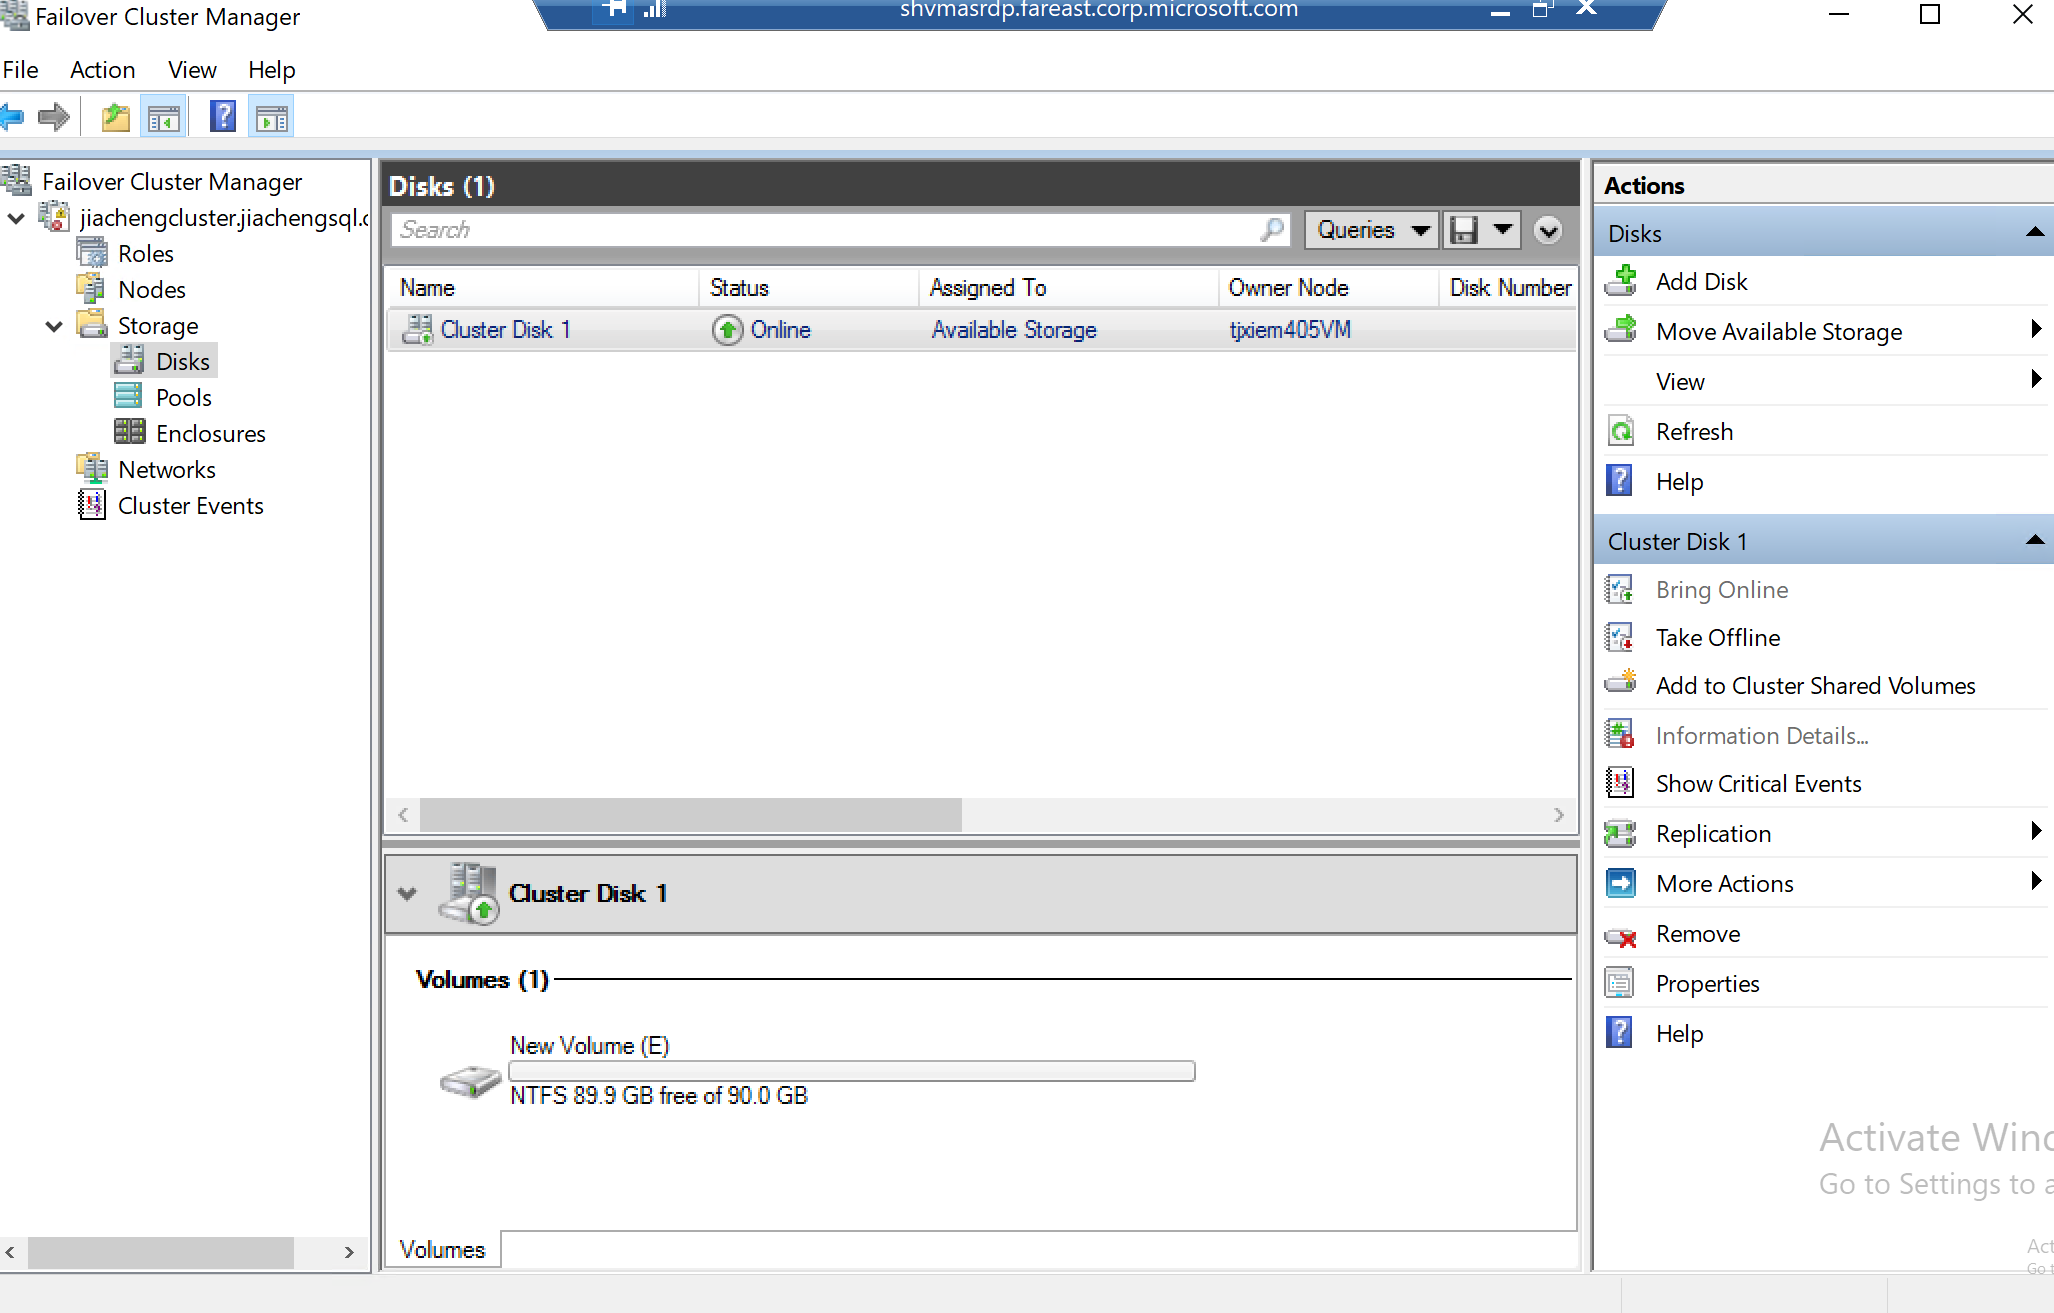 Failover Cluster Manager
shvmasrdp.fareast.corp.microsoft.com
File Action View Help
Failover Cluster Manager
jiachengcluster.jiachengsql.c
Roles
Nodes
Storage
Disks
Pools
Enclosures
Networks
Cluster Events
Disks (1)
Search
Queries
Name Status Assigned To Owner Node Disk Number
Cluster Disk 1 Online Available Storage tjxiem405VM
Cluster Disk 1
Volumes (1)
New Volume (E)
NTFS 89.9 GB free of 90.0 GB
Volumes
Actions
Disks
Add Disk
Move Available Storage
View
Refresh
Help
Cluster Disk 1
Bring Online
Take Offline
Add to Cluster Shared Volumes
Information Details...
Show Critical Events
Replication
More Actions
Remove
Properties
Help
Activate Wind
Go to Settings to a
Act
Go t